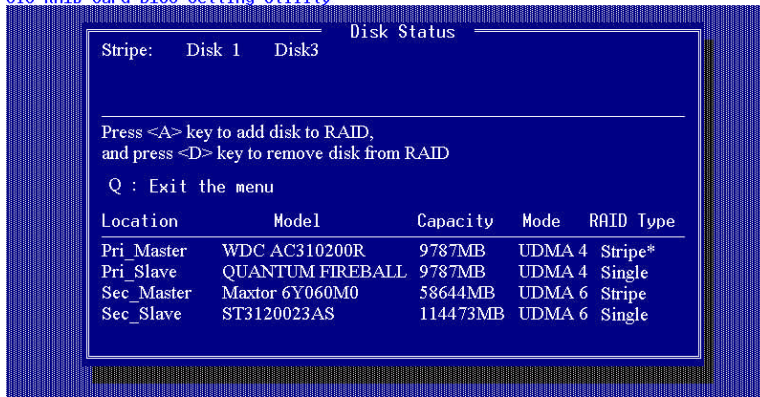 Disk Status
Stripe: Disk 1 Disk3
Press <A> key to add disk to RAID,
and press <D> key to remove disk from RAID
Q : Exit the menu
Location Model Capacity Mode RAID Type
Pri_Master WDC AC310200R 9787MB UDMA 4 Stripe*
Pri_Slave QUANTUM FIREBALL 9787MB UDMA 4 Single
Sec_Master Maxtor 6Y060M0 58644MB UDMA 6 Stripe
Sec_Slave ST3120023AS 114473MB UDMA 6 Single